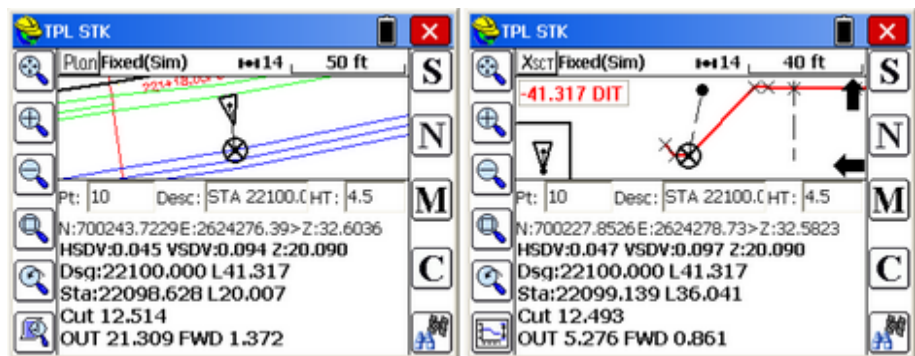 TPL STK
Plan Fixed(Sim) 14 50 ft
S
221+18.00
N
Pt: 10 Desc: STA 22100.0 HT: 4.5
M
N:700243.7229 E:2624276.39> Z:32.6036
HSDV:0.045 VSDV:0.094 Z:20.090
Dsg:22100.000 L41.317
C
Sta:22098.628 L20.007
Cut 12.514
OUT 21.309 FWD 1.372
TPL STK
Xsct Fixed(Sim) 14 40 ft
S
-41.317 DIT
N
Pt: 10 Desc: STA 22100.0 HT: 4.5
M
N:700227.8526 E:2624278.73> Z:32.5823
HSDV:0.047 VSDV:0.097 Z:20.090
Dsg:22100.000 L41.317
C
Sta:22099.139 L36.041
Cut 12.493
OUT 5.276 FWD 0.861